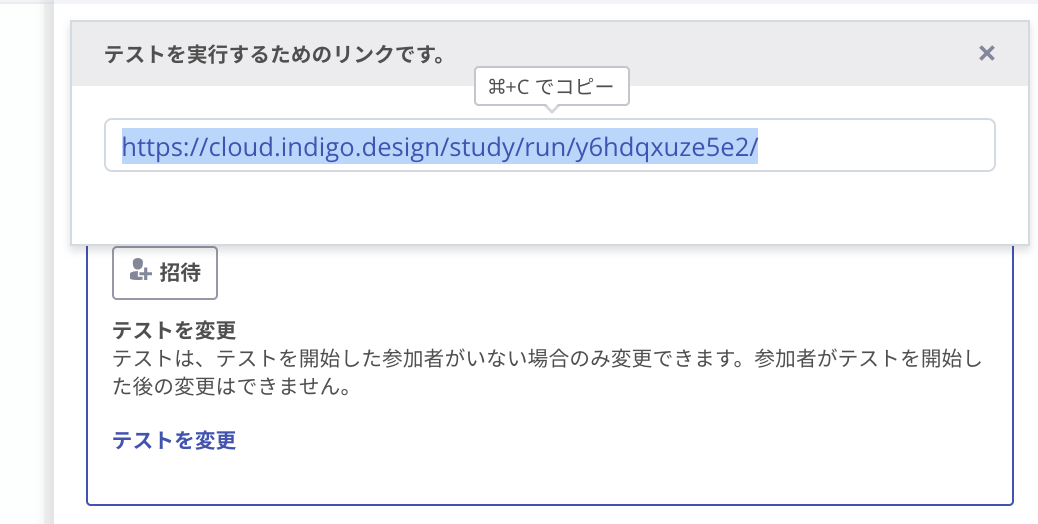 テストを実行するためのリンクです。
⌘+C でコピー
https://cloud.indigo.design/study/run/y6hdqxuze5e2/
招待
テストを変更
テストは、テストを開始した参加者がいない場合のみ変更できます。参加者がテストを開始し
た後の変更はできません。
テストを変更